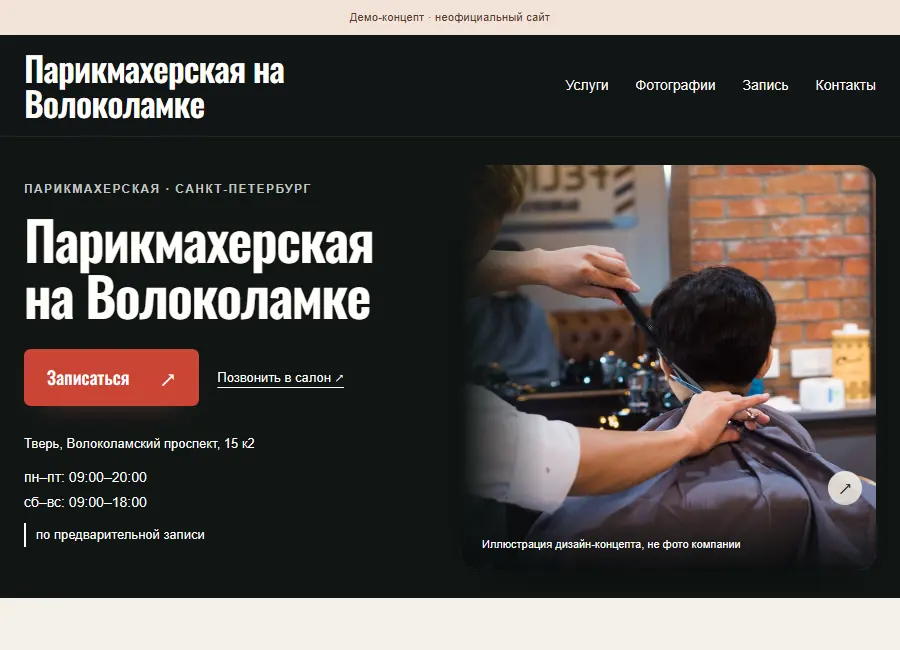 Демо-концепт · неофициальный сайт
Парикмахерская на
Волоколамке
Услуги
Фотографии
Запись
Контакты
ПАРИКМАХЕРСКАЯ · САНКТ-ПЕТЕРБУРГ
Парикмахерская
на Волоколамке
Записаться ↗
Позвонить в салон ↗
Тверь, Волоколамский проспект, 15 к2
пн–пт: 09:00–20:00
сб–вс: 09:00–18:00
по предварительной записи
Иллюстрация дизайн-концепта, не фото компании
↗